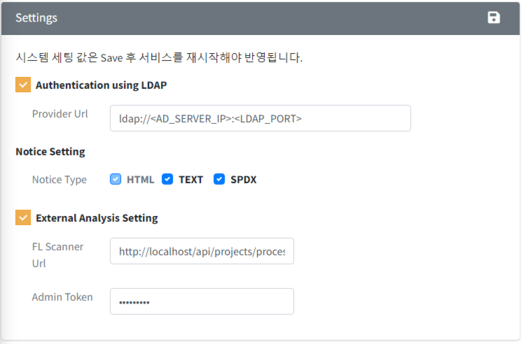 Settings
시스템 세팅 값은 Save 후 서비스를 재시작해야 반영됩니다.
Authentication using LDAP
Provider Url
ldap://<AD_SERVER_IP>:<LDAP_PORT>
Notice Setting
Notice Type HTML TEXT SPDX
External Analysis Setting
FL Scanner
Url
http://localhost/api/projects/proces
Admin Token
•••••••••